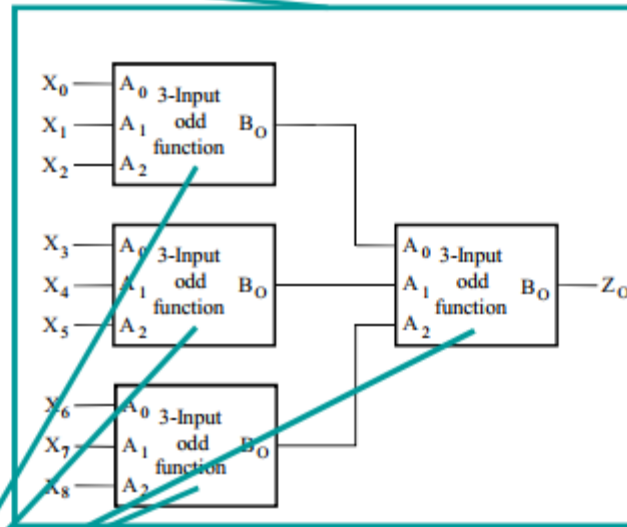 X0 A0 3-Input
X1 A1 odd BO
X2 A2 function
X3 A0 3-Input
X4 A1 odd BO
X5 A2 function
A0 3-Input
A1 odd BO ZO
A2 function
X6 A0 3-Input
X7 A1 odd BO
X8 A2 function